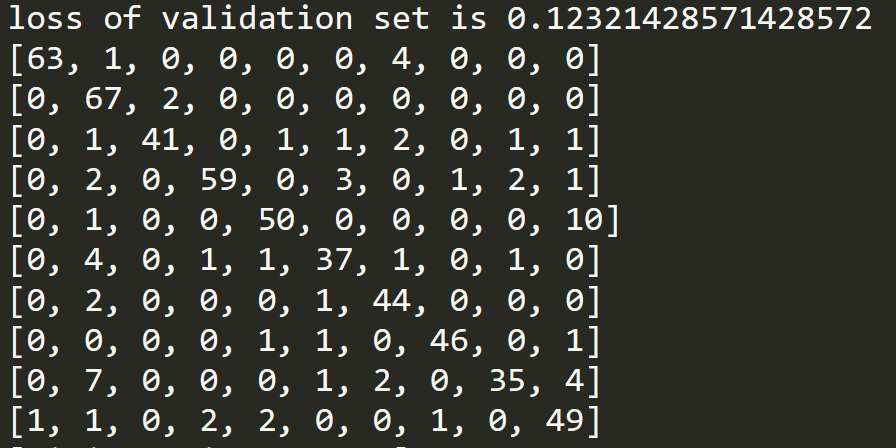 loss of validation set is 0.12321428571428572
[63, 1, 0, 0, 0, 0, 4, 0, 0, 0]
[0, 67, 2, 0, 0, 0, 0, 0, 0, 0]
[0, 1, 41, 0, 1, 1, 2, 0, 1, 1]
[0, 2, 0, 59, 0, 3, 0, 1, 2, 1]
[0, 1, 0, 0, 50, 0, 0, 0, 0, 10]
[0, 4, 0, 1, 1, 37, 1, 0, 1, 0]
[0, 2, 0, 0, 0, 1, 44, 0, 0, 0]
[0, 0, 0, 0, 1, 1, 0, 46, 0, 1]
[0, 7, 0, 0, 0, 1, 2, 0, 35, 4]
[1, 1, 0, 2, 2, 0, 0, 1, 0, 49]